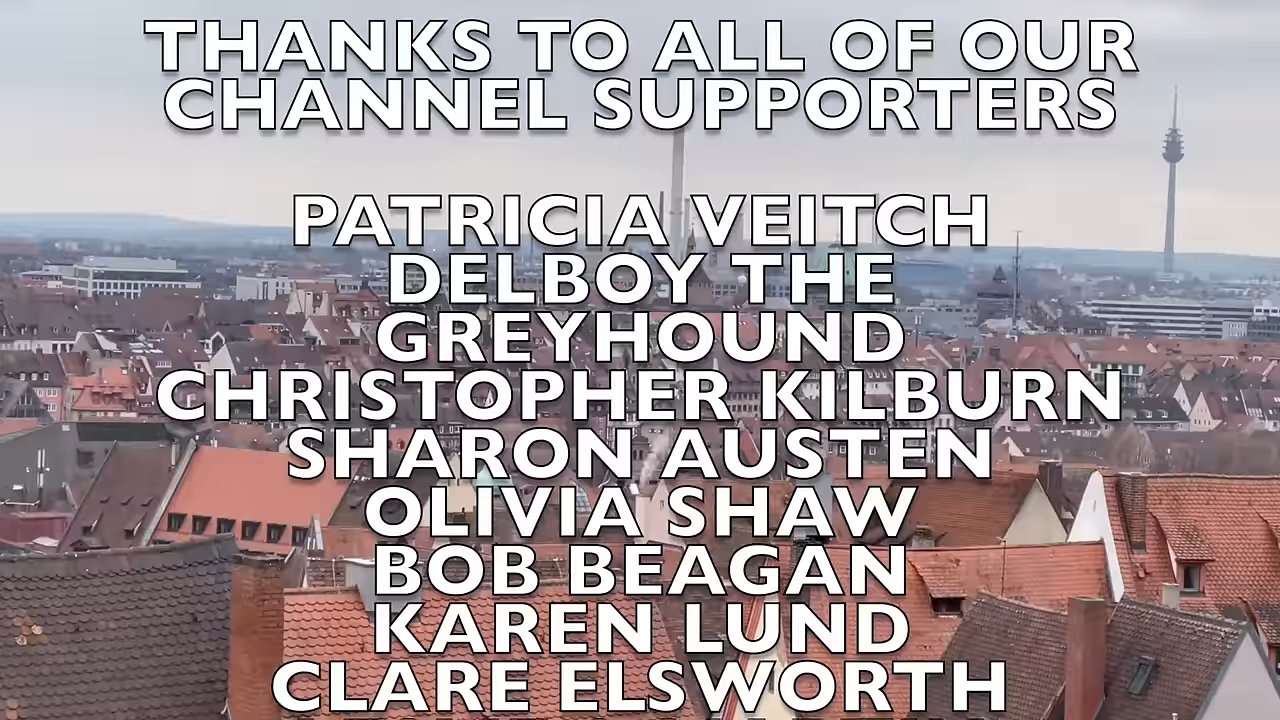 THANKS TO ALL OF OUR
CHANNEL SUPPORTERS
PATRICIA VEITCH
DELBOY THE
GREYHOUND
CHRISTOPHER KILBURN
SHARON AUSTEN
OLIVIA SHAW
BOB BEAGAN
KAREN LUND
CLARE ELSWORTH